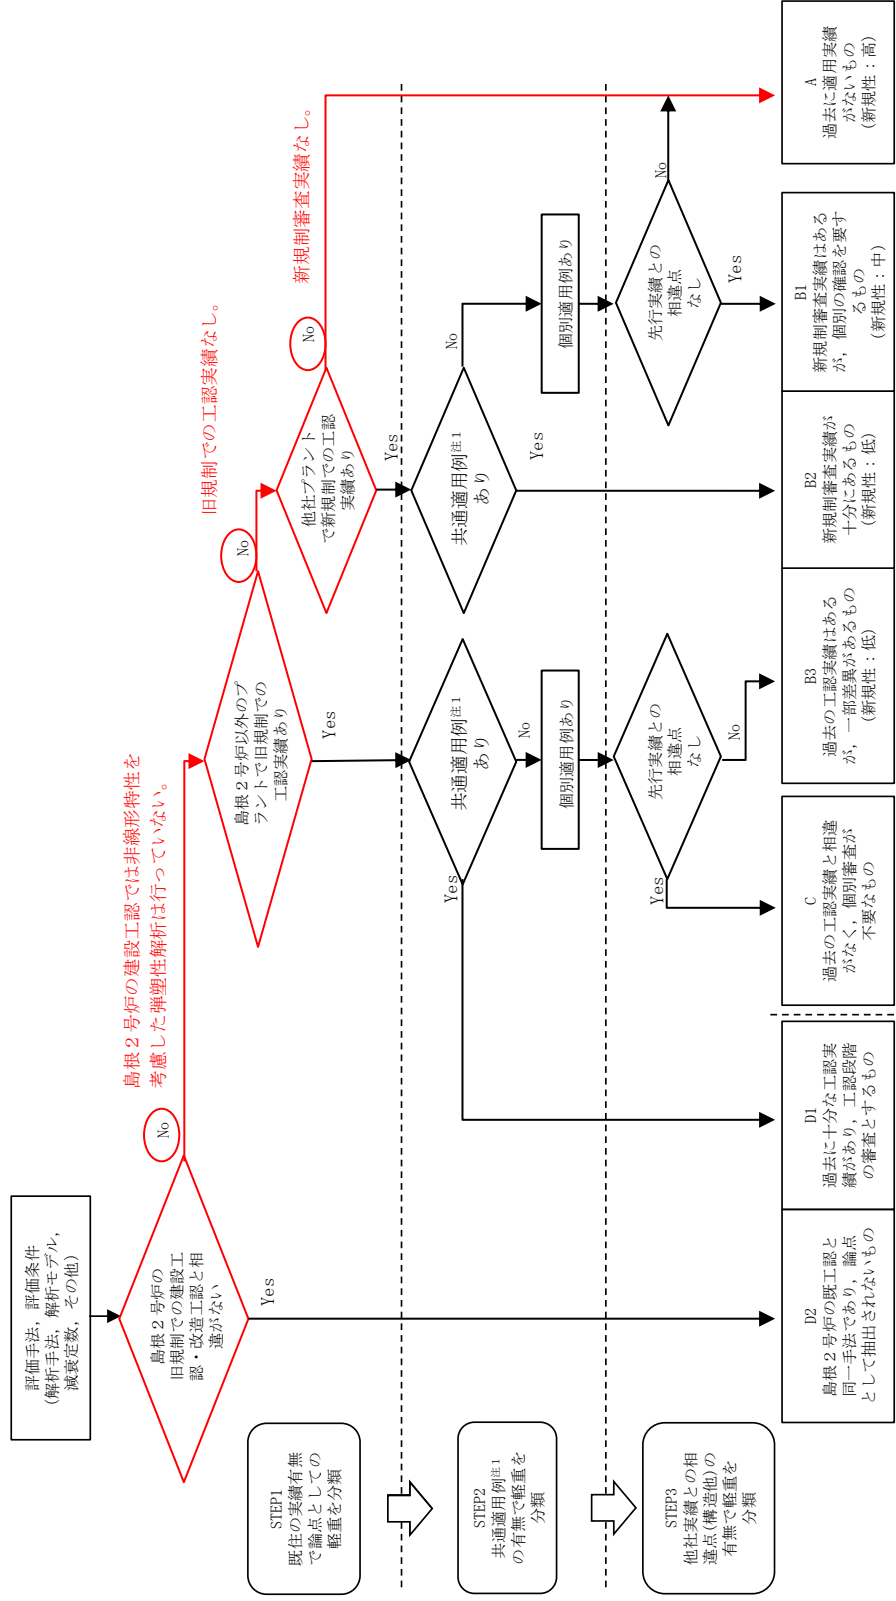 評価手法，評価条件
(解析手法，解析モデル，
減衰定数，その他)
島根２号炉の
旧規制での建設工
認・改造工認と相
違がない
No
Yes
島根２号炉の建設工認では非線形特性を
考慮した弾塑性解析は行っていない。
島根２号炉以外のプ
ラントで旧規制での
工認実績あり
No
Yes
旧規制での工認実績なし。
他社プラント
で新規制での工認
実績あり
No
Yes
新規制審査実績なし。
STEP1
既往の実績有無
で論点としての
軽重を分類
STEP2
共通適用例注１
の有無で軽重を
分類
STEP3
他社実績との相
違点(構造他)の
有無で軽重を
分類
共通適用例注１
あり
Yes
No
個別適用例あり
先行実績との
相違点
なし
Yes
No
共通適用例注１
あり
Yes
No
個別適用例あり
先行実績との
相違点
なし
Yes
No
D2
島根２号炉の既工認と
同一手法であり，論点
として抽出されないもの
D1
過去に十分な工認実
績があり，工認段階
の審査とするもの
C
過去の工認実績と相違
がなく，個別審査が
不要なもの
B3
過去の工認実績はある
が，一部差異があるもの
(新規性：低)
B2
新規制審査実績が
十分にあるもの
(新規性：低)
B1
新規制審査実績はある
が，個別の確認を要す
るもの
(新規性：中)
A
過去に適用実績
がないもの
(新規性：高)